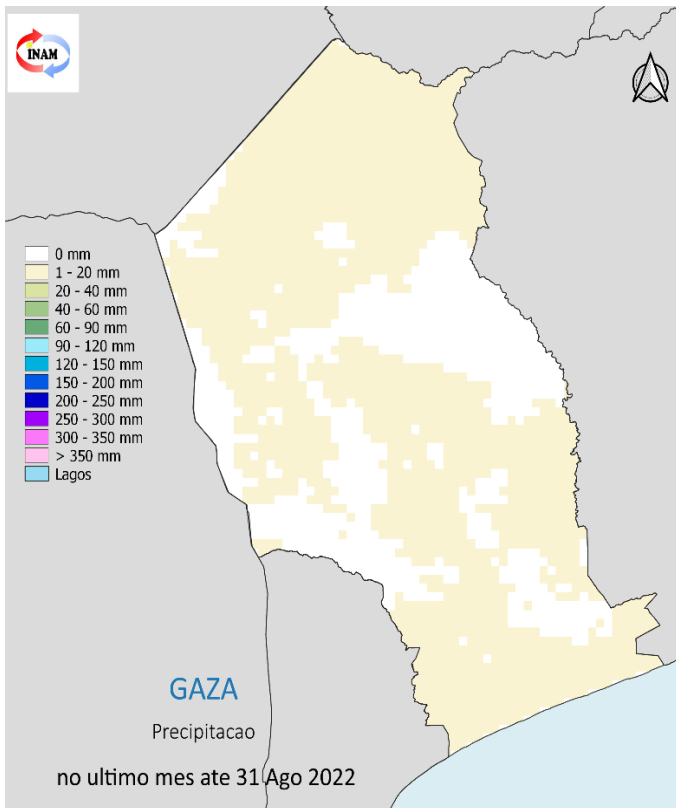 INAM
0 mm
1 - 20 mm
20 - 40 mm
40 - 60 mm
60 - 90 mm
90 - 120 mm
120 - 150 mm
150 - 200 mm
200 - 250 mm
250 - 300 mm
300 - 350 mm
> 350 mm
Lagos
GAZA
Precipitacao
no ultimo mes ate 31 Ago 2022